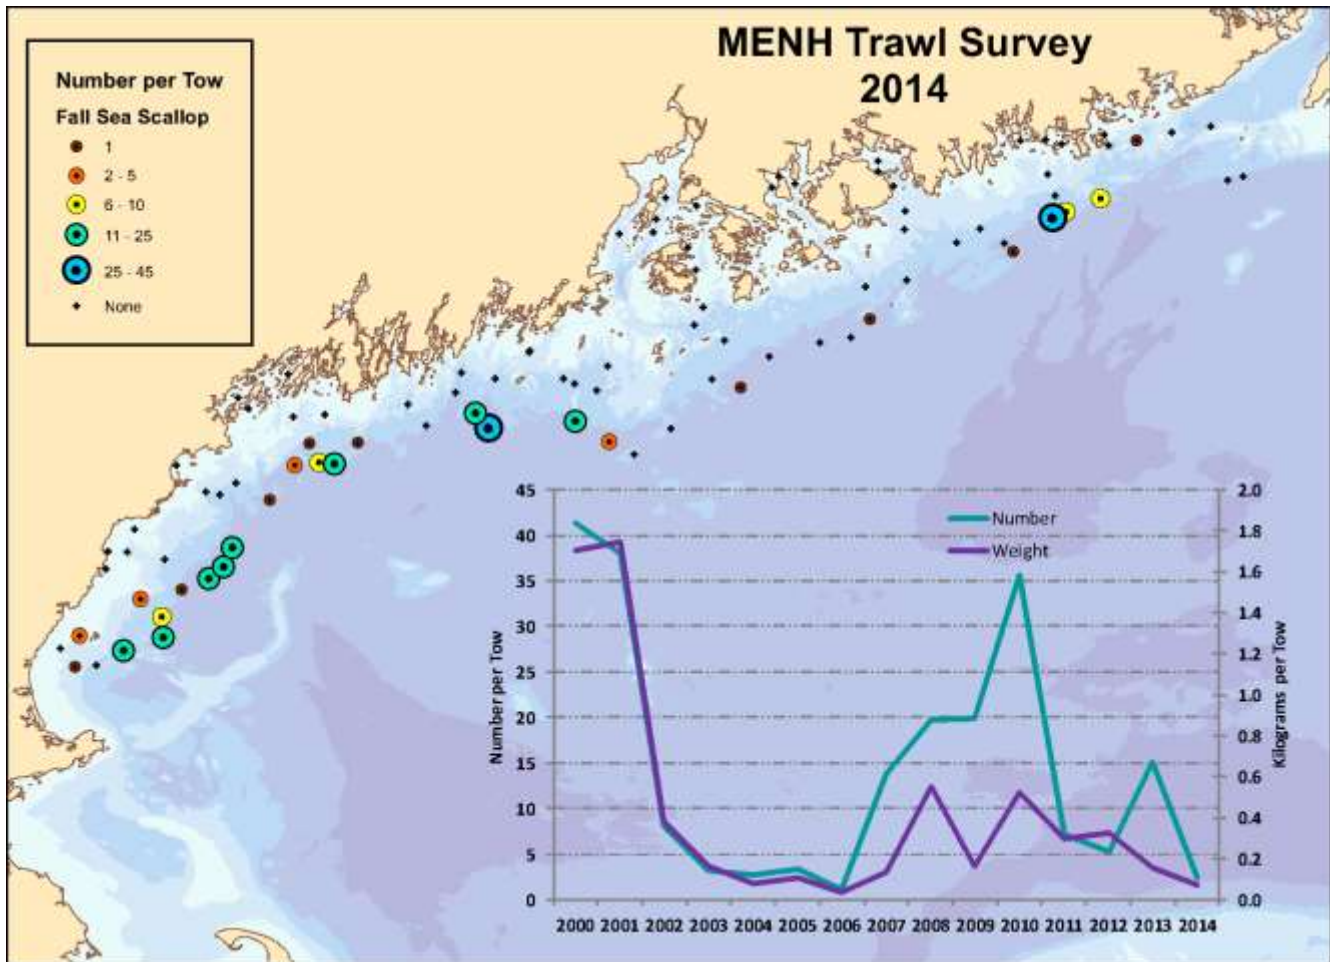 MENH Trawl Survey
2014
Number per Tow
Fall Sea Scallop
1
2 - 5
6 - 10
11 - 25
25 - 45
None
45
40
35
30
25
20
15
10
5
0
Number per Tow
2.0
1.8
1.6
1.4
1.2
1.0
0.8
0.6
0.4
0.2
0.0
Kilograms per Tow
Number
Weight
2000 2001 2002 2003 2004 2005 2006 2007 2008 2009 2010 2011 2012 2013 2014